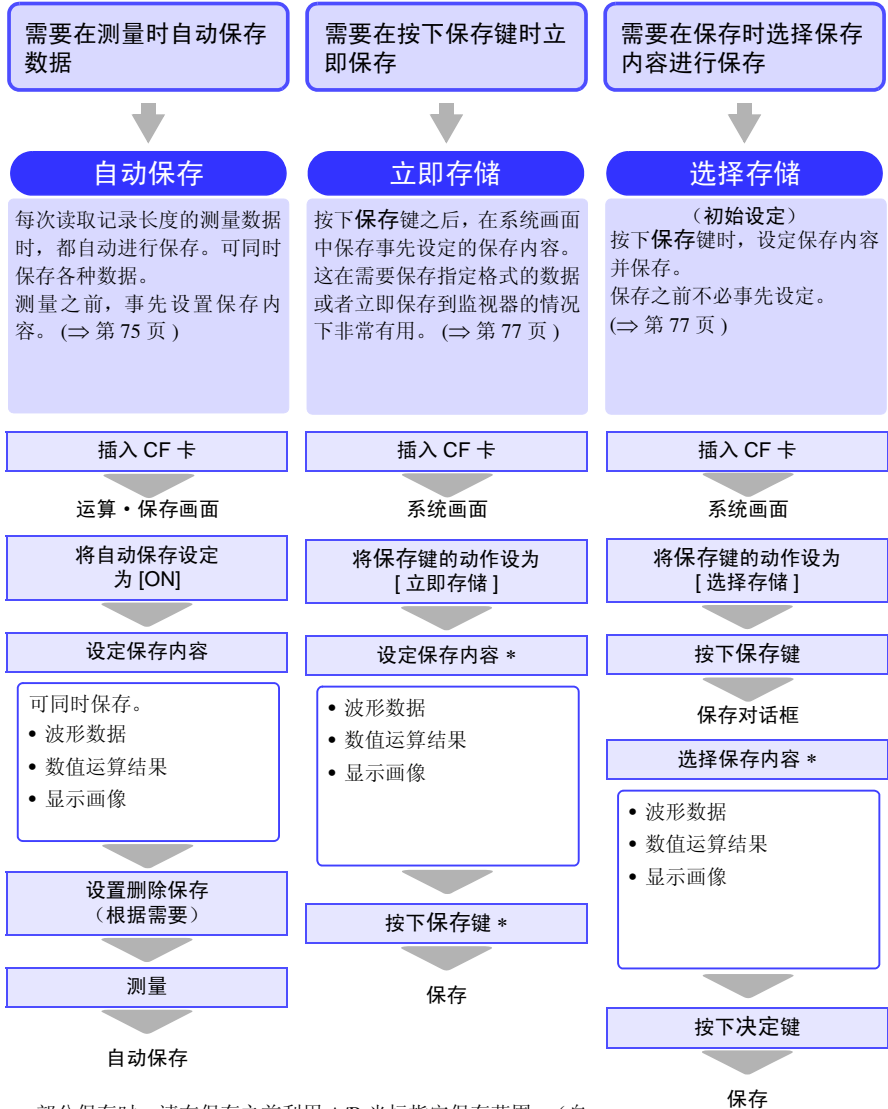 需要在测量时自动保存
数据
自动保存
每次读取记录长度的测量数据
时，都自动进行保存。可同时
保存各种数据。
测量之前，事先设置保存内
容。 (⇒ 第 75 页 )
插入 CF 卡
运算・保存画面
将自动保存设定
为 [ON]
设定保存内容
可同时保存。
• 波形数据
• 数值运算结果
• 显示画像
设置删除保存
（根据需要）
测量
自动保存
需要在按下保存键时立
即保存
立即存储
按下保存键之后，在系统画面
中保存事先设定的保存内容。
这在需要保存指定格式的数据
或者立即保存到监视器的情况
下非常有用。 (⇒ 第 77 页 )
插入 CF 卡
系统画面
将保存键的动作设为
[ 立即存储 ]
设定保存内容 *
• 波形数据
• 数值运算结果
• 显示画像
按下保存键 *
保存
需要在保存时选择保存
内容进行保存
选择存储
（初始设定）
按下保存键时，设定保存内容
并保存。
保存之前不必事先设定。
(⇒ 第 77 页 )
插入 CF 卡
系统画面
将保存键的动作设为
[ 选择存储 ]
按下保存键
保存对话框
选择保存内容 *
• 波形数据
• 数值运算结果
• 显示画像
按下决定键
保存